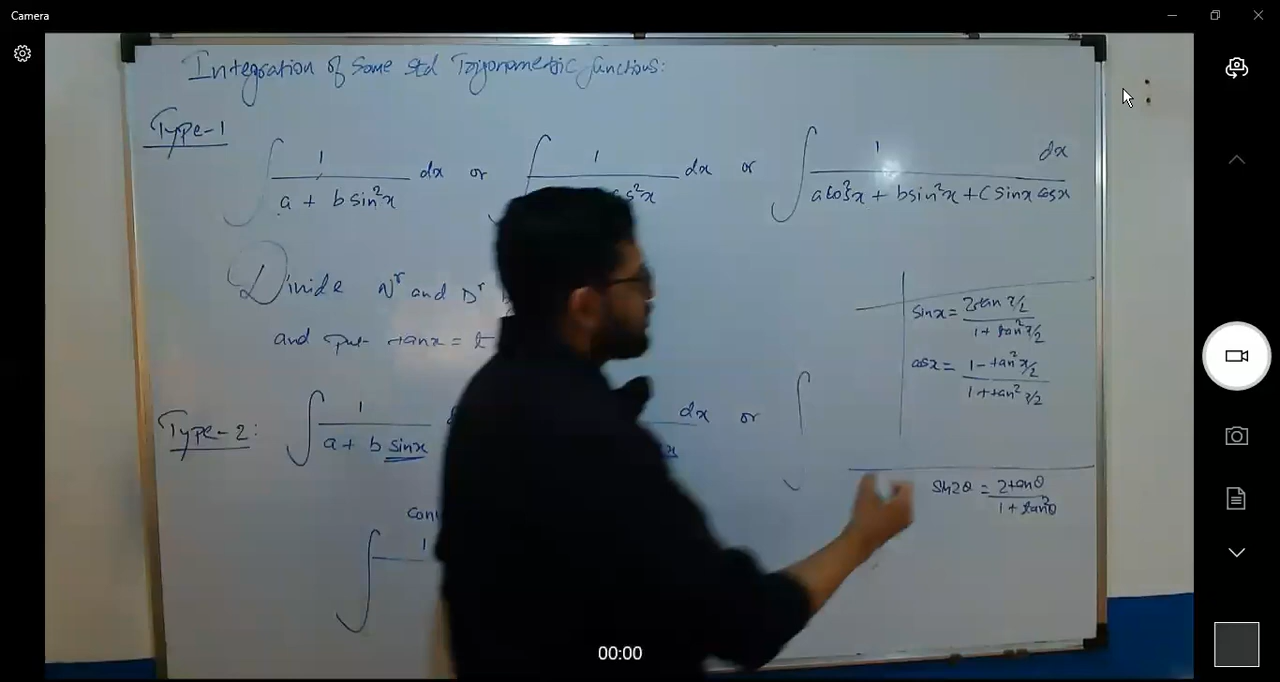 Camera
Integration of Some Std Trigonometric functions:
Type-1
∫ 1/(a + b sin²x) dx or ∫ 1/ s²x dx or ∫ 1/(a cos²x + b sin²x + C sinx cosx) dx
Divide Nʳ and Dʳ
and put tanx = t
sinx = 2tan x/2 / 1 + tan² x/2
cosx = 1 - tan² x/2 / 1 + tan² x/2
Type-2: ∫ 1/(a + b sinx) dx or ∫
sin2θ = 2tanθ / 1 + tan²θ
∫ 1
00:00